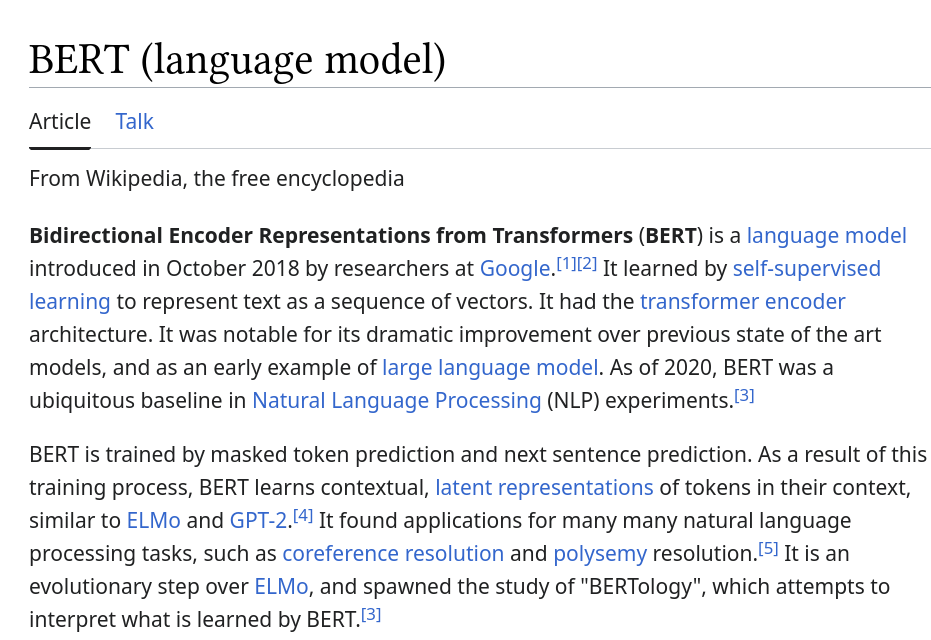 BERT (language model)
Article Talk
From Wikipedia, the free encyclopedia
Bidirectional Encoder Representations from Transformers (BERT) is a language model
introduced in October 2018 by researchers at Google.[1][2] It learned by self-supervised
learning to represent text as a sequence of vectors. It had the transformer encoder
architecture. It was notable for its dramatic improvement over previous state of the art
models, and as an early example of large language model. As of 2020, BERT was a
ubiquitous baseline in Natural Language Processing (NLP) experiments.[3]
BERT is trained by masked token prediction and next sentence prediction. As a result of this
training process, BERT learns contextual, latent representations of tokens in their context,
similar to ELMo and GPT-2.[4] It found applications for many many natural language
processing tasks, such as coreference resolution and polysemy resolution.[5] It is an
evolutionary step over ELMo, and spawned the study of "BERTology", which attempts to
interpret what is learned by BERT.[3]